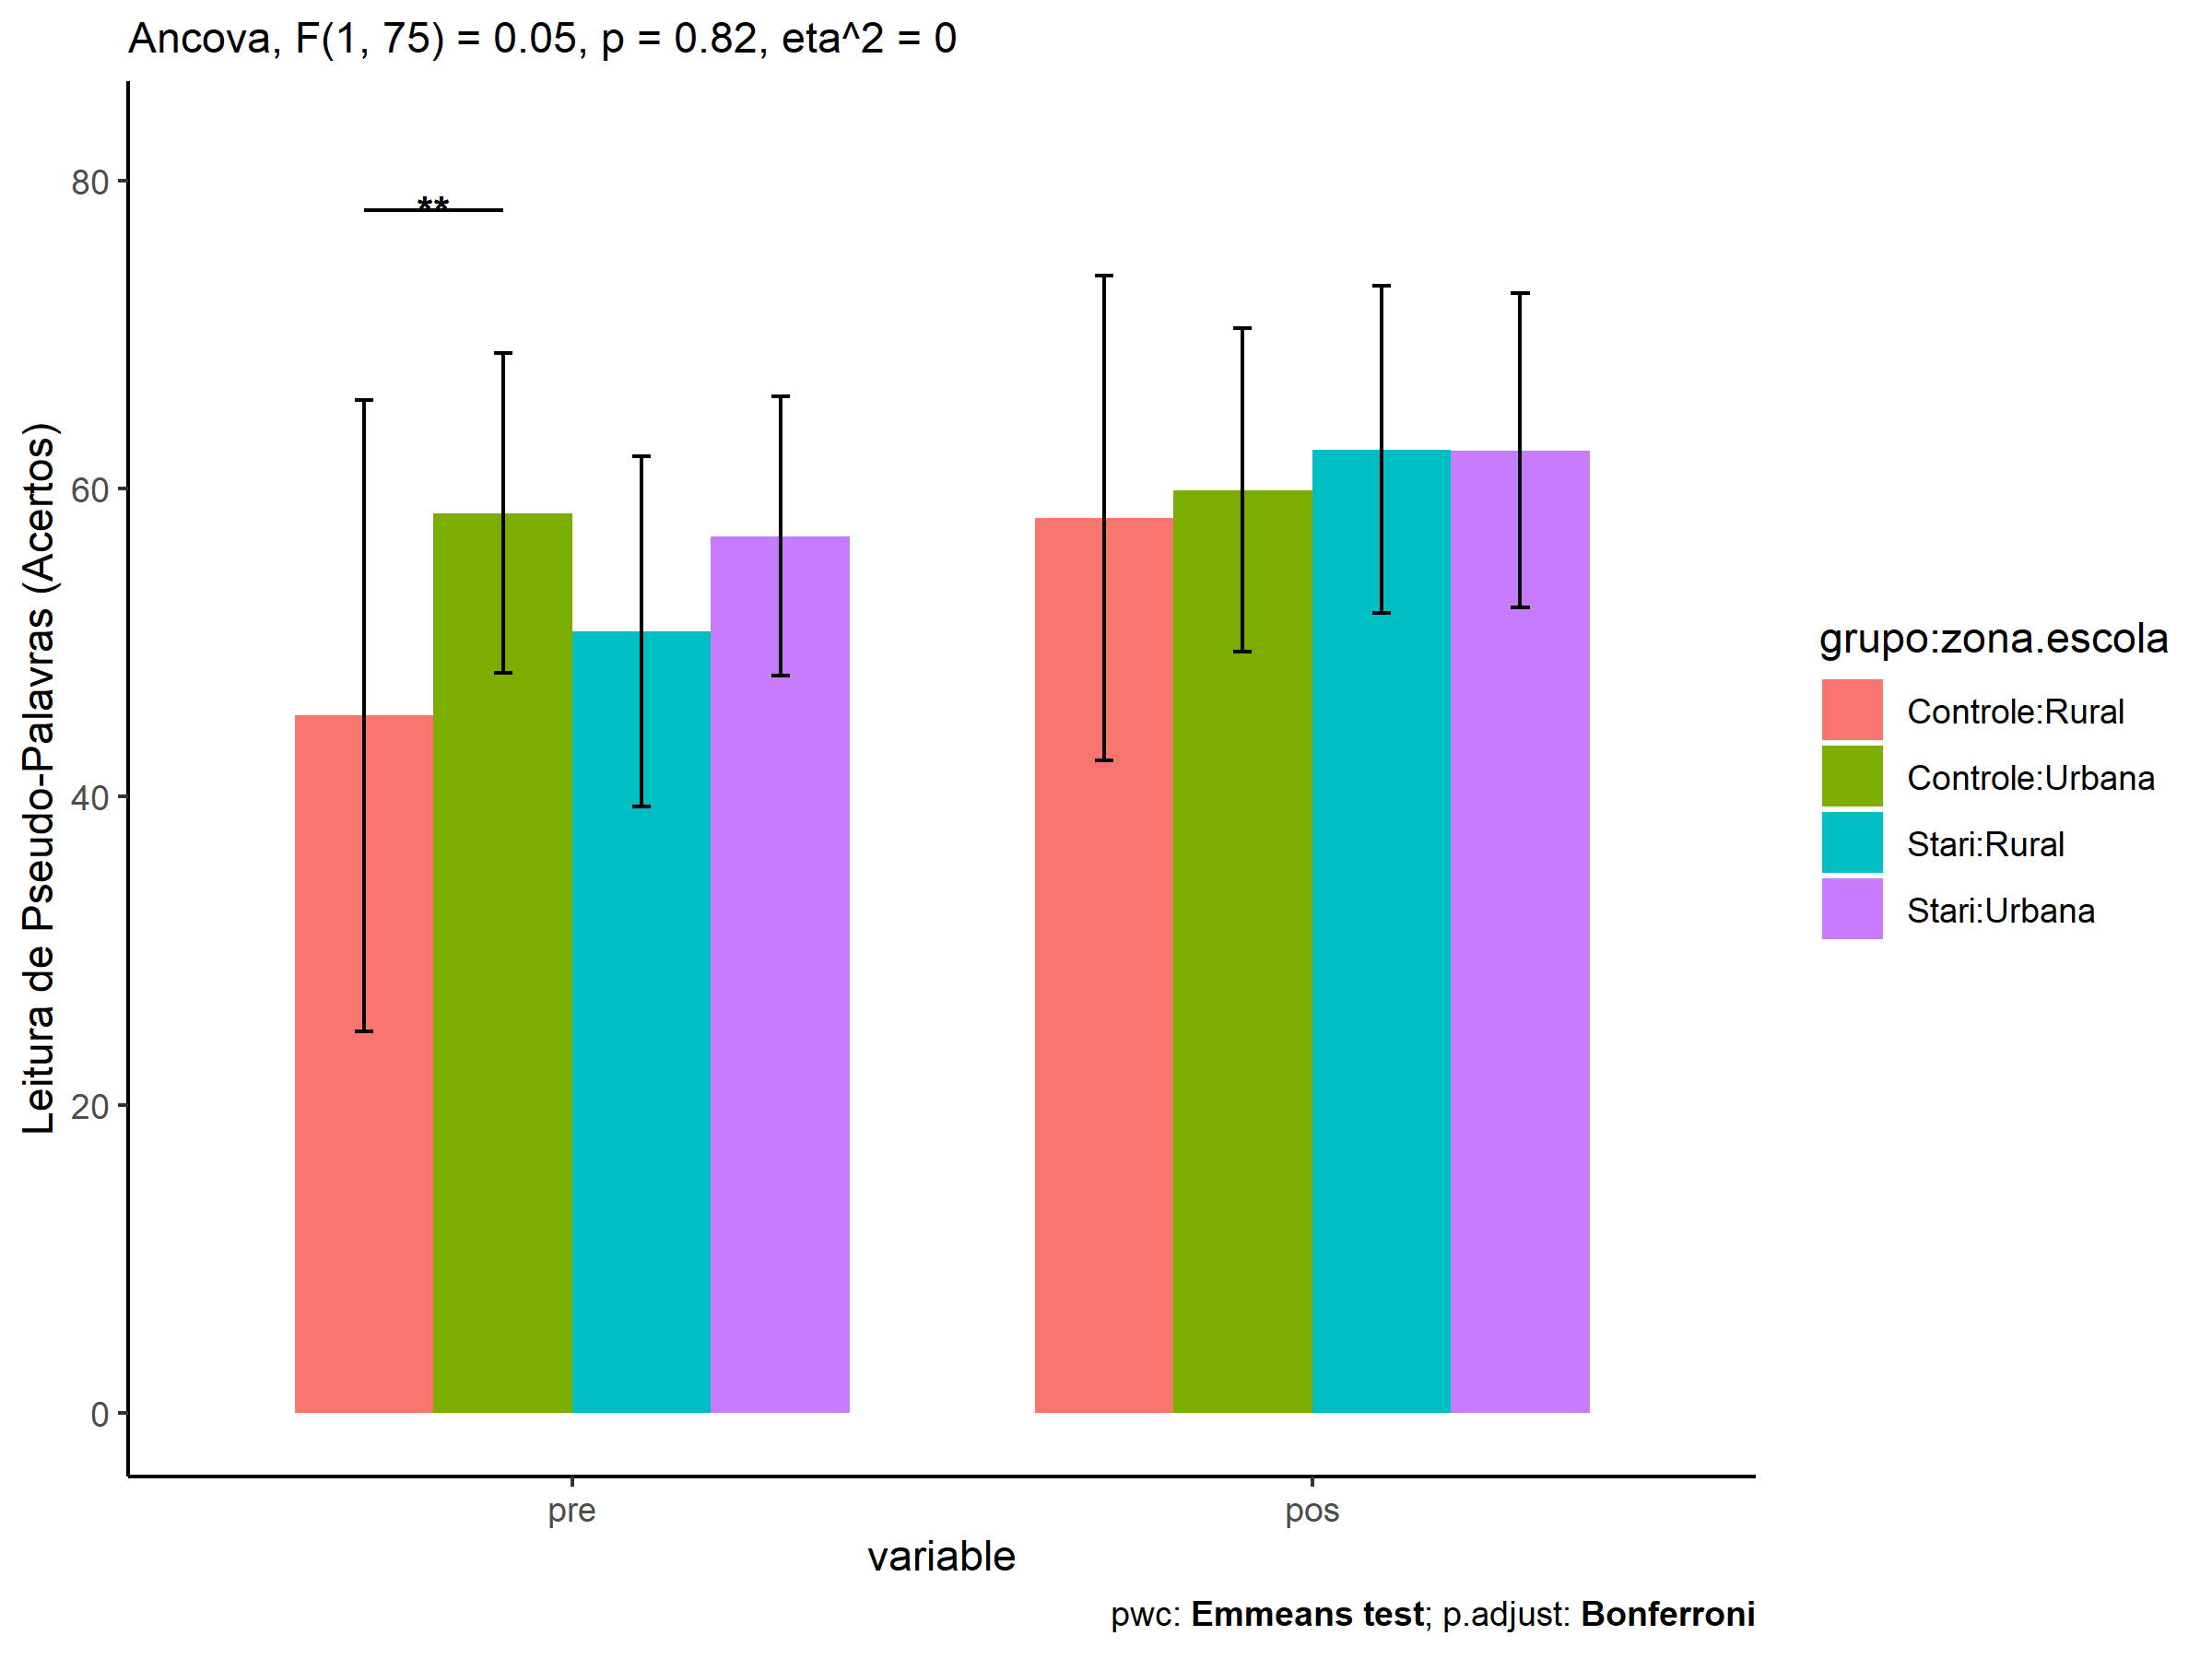 Ancova, F(1, 75) = 0.05, p = 0.82, eta^2 = 0
Leitura de Pseudo-Palavras (Acertos)
80
60
40
20
0
**
pre
pos
variable
grupo:zona.escola
Controle:Rural
Controle:Urbana
Stari:Rural
Stari:Urbana
pwc: Emmeans test; p.adjust: Bonferroni